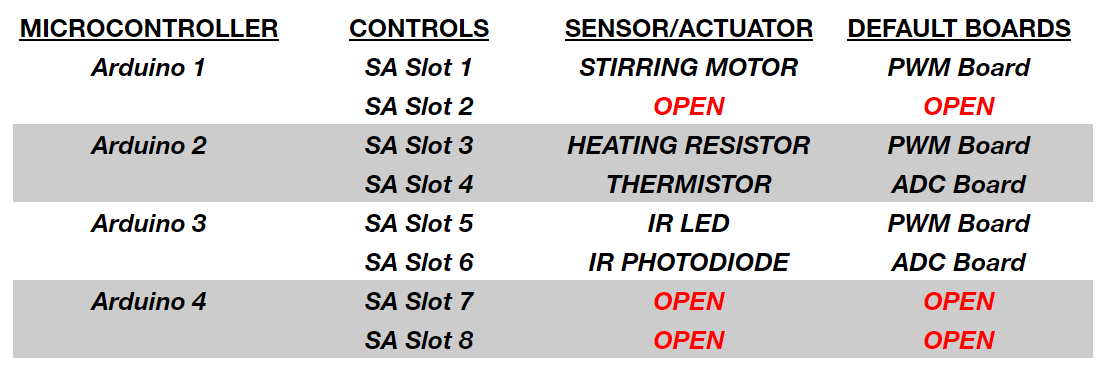 MICROCONTROLLER CONTROLS SENSOR/ACTUATOR DEFAULT BOARDS
Arduino 1 SA Slot 1 STIRRING MOTOR PWM Board
SA Slot 2 OPEN OPEN
Arduino 2 SA Slot 3 HEATING RESISTOR PWM Board
SA Slot 4 THERMISTOR ADC Board
Arduino 3 SA Slot 5 IR LED PWM Board
SA Slot 6 IR PHOTODIODE ADC Board
Arduino 4 SA Slot 7 OPEN OPEN
SA Slot 8 OPEN OPEN